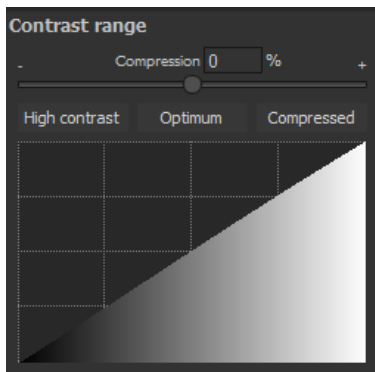 Contrast range
- Compression 0 % +
High contrast Optimum Compressed